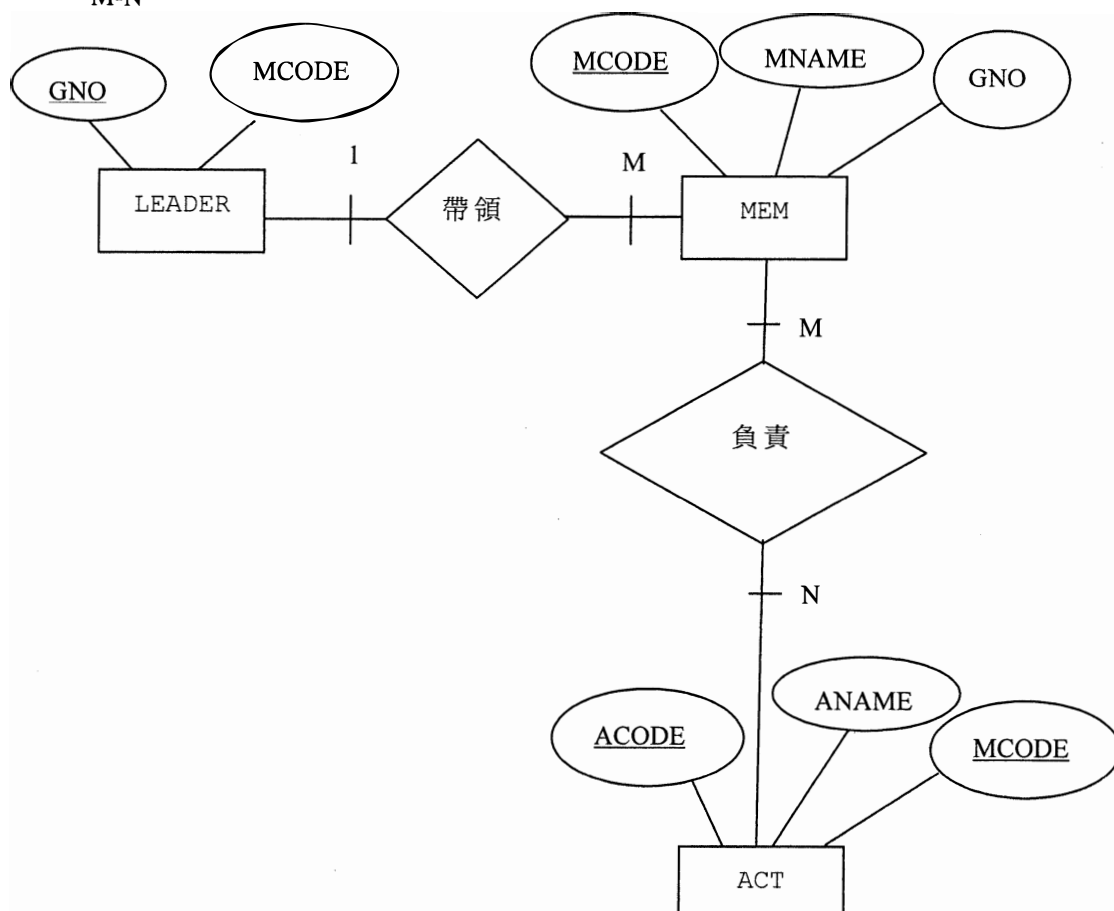 M-N
GNO
MCODE
MCODE
MNAME
GNO
LEADER
1
帶領
M
MEM
M
負責
N
ACODE
ANAME
MCODE
ACT